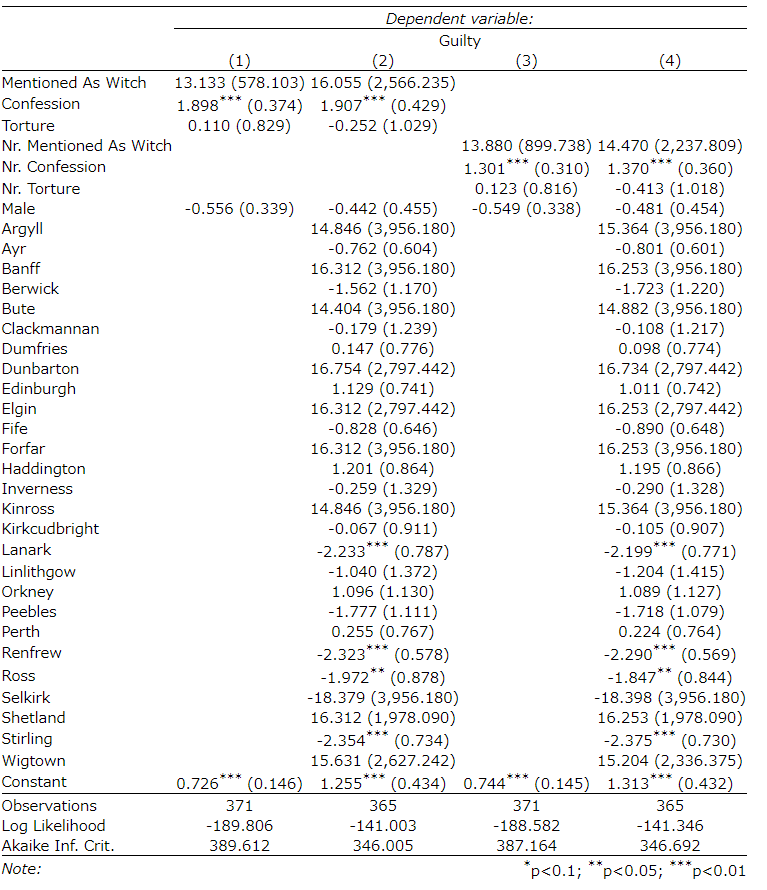 Dependent variable:
Guilty
(1) (2) (3) (4)
Mentioned As Witch 13.133 (578.103) 16.055 (2,566.235)
Confession 1.898*** (0.374) 1.907*** (0.429)
Torture 0.110 (0.829) -0.252 (1.029)
Nr. Mentioned As Witch 13.880 (899.738) 14.470 (2,237.809)
Nr. Confession 1.301*** (0.310) 1.370*** (0.360)
Nr. Torture 0.123 (0.816) -0.413 (1.018)
Male -0.556 (0.339) -0.442 (0.455) -0.549 (0.338) -0.481 (0.454)
Argyll 14.846 (3,956.180) 15.364 (3,956.180)
Ayr -0.762 (0.604) -0.801 (0.601)
Banff 16.312 (3,956.180) 16.253 (3,956.180)
Berwick -1.562 (1.170) -1.723 (1.220)
Bute 14.404 (3,956.180) 14.882 (3,956.180)
Clackmannan -0.179 (1.239) -0.108 (1.217)
Dumfries 0.147 (0.776) 0.098 (0.774)
Dunbarton 16.754 (2,797.442) 16.734 (2,797.442)
Edinburgh 1.129 (0.741) 1.011 (0.742)
Elgin 16.312 (2,797.442) 16.253 (2,797.442)
Fife -0.828 (0.646) -0.890 (0.648)
Forfar 16.312 (3,956.180) 16.253 (3,956.180)
Haddington 1.201 (0.864) 1.195 (0.866)
Inverness -0.259 (1.329) -0.290 (1.328)
Kinross 14.846 (3,956.180) 15.364 (3,956.180)
Kirkcudbright -0.067 (0.911) -0.105 (0.907)
Lanark -2.233*** (0.787) -2.199*** (0.771)
Linlithgow -1.040 (1.372) -1.204 (1.415)
Orkney 1.096 (1.130) 1.089 (1.127)
Peebles -1.777 (1.111) -1.718 (1.079)
Perth 0.255 (0.767) 0.224 (0.764)
Renfrew -2.323*** (0.578) -2.290*** (0.569)
Ross -1.972** (0.878) -1.847** (0.844)
Selkirk -18.379 (3,956.180) -18.398 (3,956.180)
Shetland 16.312 (1,978.090) 16.253 (1,978.090)
Stirling -2.354*** (0.734) -2.375*** (0.730)
Wigtown 15.631 (2,627.242) 15.204 (2,336.375)
Constant 0.726*** (0.146) 1.255*** (0.434) 0.744*** (0.145) 1.313*** (0.432)
Observations 371 365 371 365
Log Likelihood -189.806 -141.003 -188.582 -141.346
Akaike Inf. Crit. 389.612 346.005 387.164 346.692
Note: *p<0.1; **p<0.05; ***p<0.01